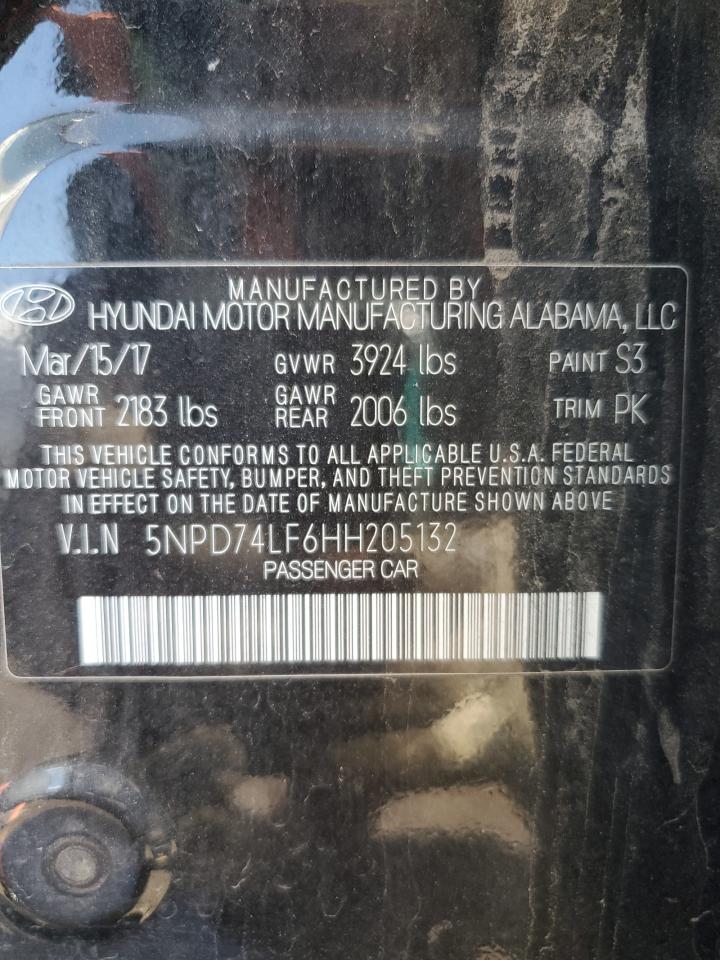 MANUFACTURED BY
HYUNDAI MOTOR MANUFACTURING ALABAMA, LLC
Mar/15/17 GVWR 3924 lbs PAINT S3
GAWR FRONT 2183 lbs GAWR REAR 2006 lbs TRIM PK
THIS VEHICLE CONFORMS TO ALL APPLICABLE U.S.A. FEDERAL
MOTOR VEHICLE SAFETY, BUMPER, AND THEFT PREVENTION STANDARDS
IN EFFECT ON THE DATE OF MANUFACTURE SHOWN ABOVE
V.I.N 5NPD74LF6HH205132
PASSENGER CAR